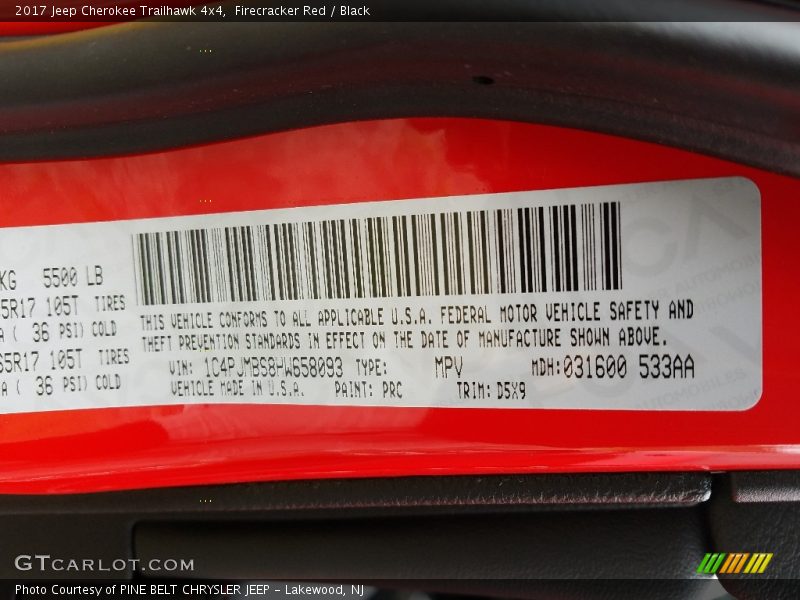 2017 Jeep Cherokee Trailhawk 4x4, Firecracker Red / Black
KG 5500 LB
5R17 105T TIRES
( 36 PSI) COLD
65R17 105T TIRES
( 36 PSI) COLD
THIS VEHICLE CONFORMS TO ALL APPLICABLE U.S.A. FEDERAL MOTOR VEHICLE SAFETY AND
THEFT PREVENTION STANDARDS IN EFFECT ON THE DATE OF MANUFACTURE SHOWN ABOVE.
VIN: 1C4PJMBS8HW658093 TYPE: MPV MDH:031600 533AA
VEHICLE MADE IN U.S.A. PAINT: PRC TRIM: D5X9
GTCARLOT.COM
Photo Courtesy of PINE BELT CHRYSLER JEEP - Lakewood, NJ